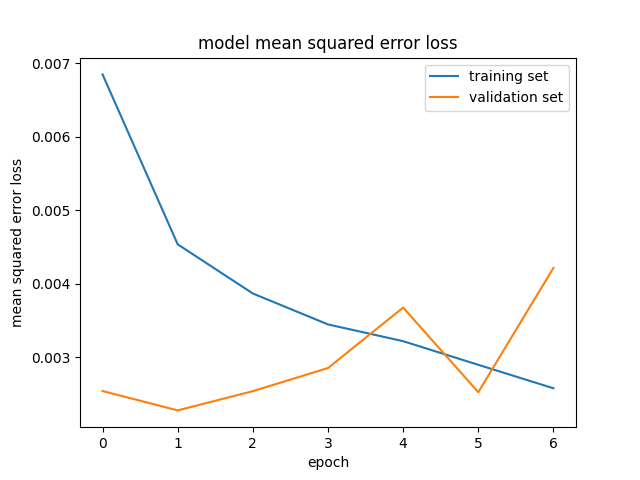 model mean squared error loss
training set
validation set
mean squared error loss
0.007
0.006
0.005
0.004
0.003
0 1 2 3 4 5 6
epoch